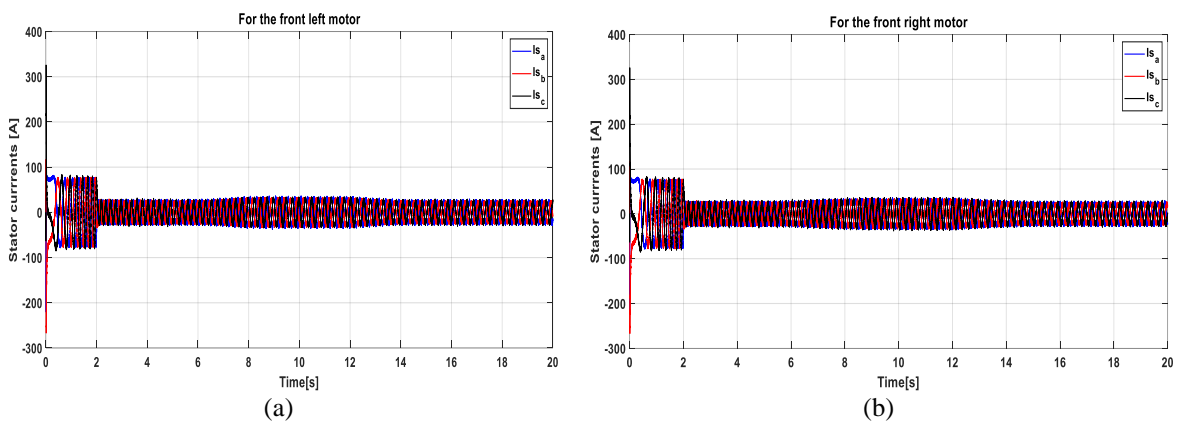 For the front left motor
400
300
200
100
0
-100
-200
-300
Stator currrents [A]
Is_a
Is_b
Is_c
0 2 4 6 8 10 12 14 16 18 20
Time[s]
(a)
For the front right motor
400
300
200
100
0
-100
-200
-300
Stator currents [A]
Is_a
Is_b
Is_c
0 2 4 6 8 10 12 14 16 18 20
Time[s]
(b)